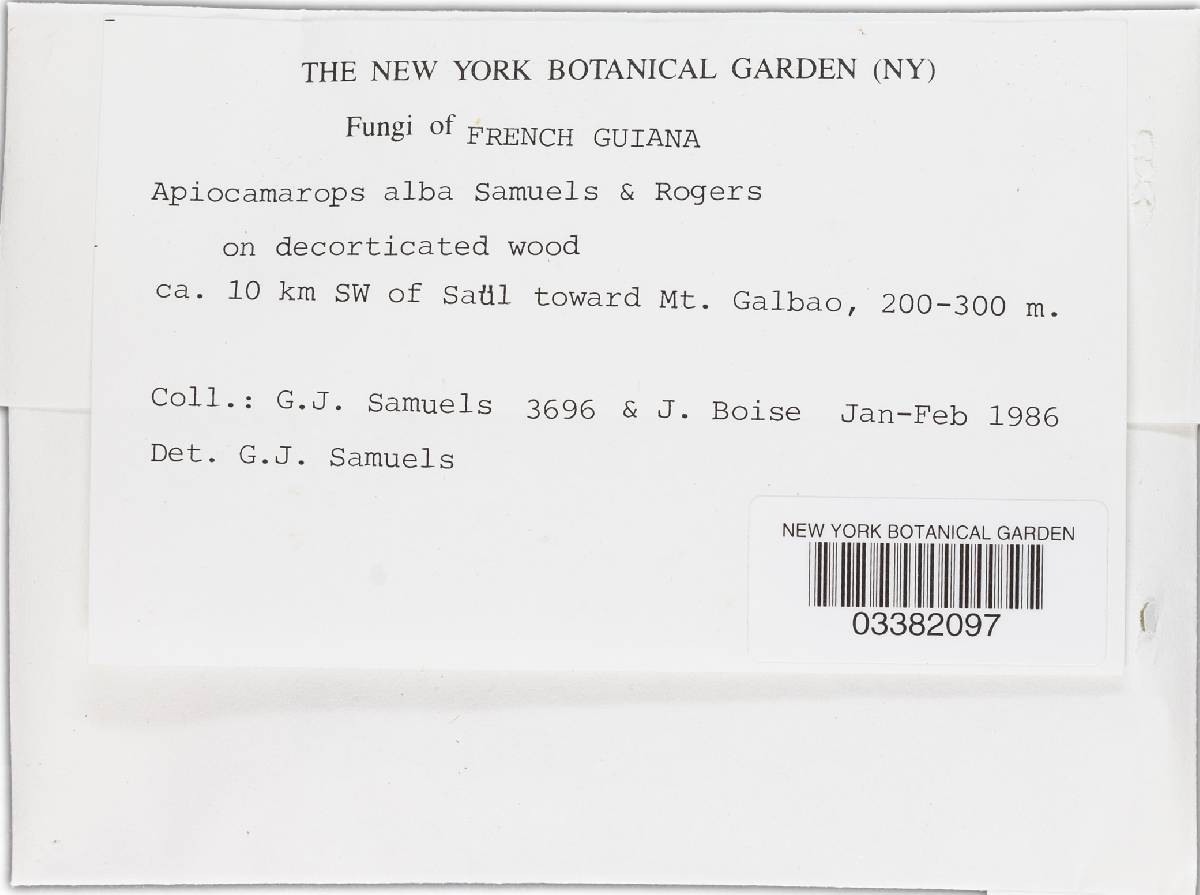 THE NEW YORK BOTANICAL GARDEN (NY)
Fungi of FRENCH GUIANA
Apiocamarops alba Samuels & Rogers
on decorticated wood
ca. 10 km SW of Saül toward Mt. Galbao, 200-300 m.
Coll.: G.J. Samuels 3696 & J. Boise Jan-Feb 1986
Det. G.J. Samuels
NEW YORK BOTANICAL GARDEN
03382097